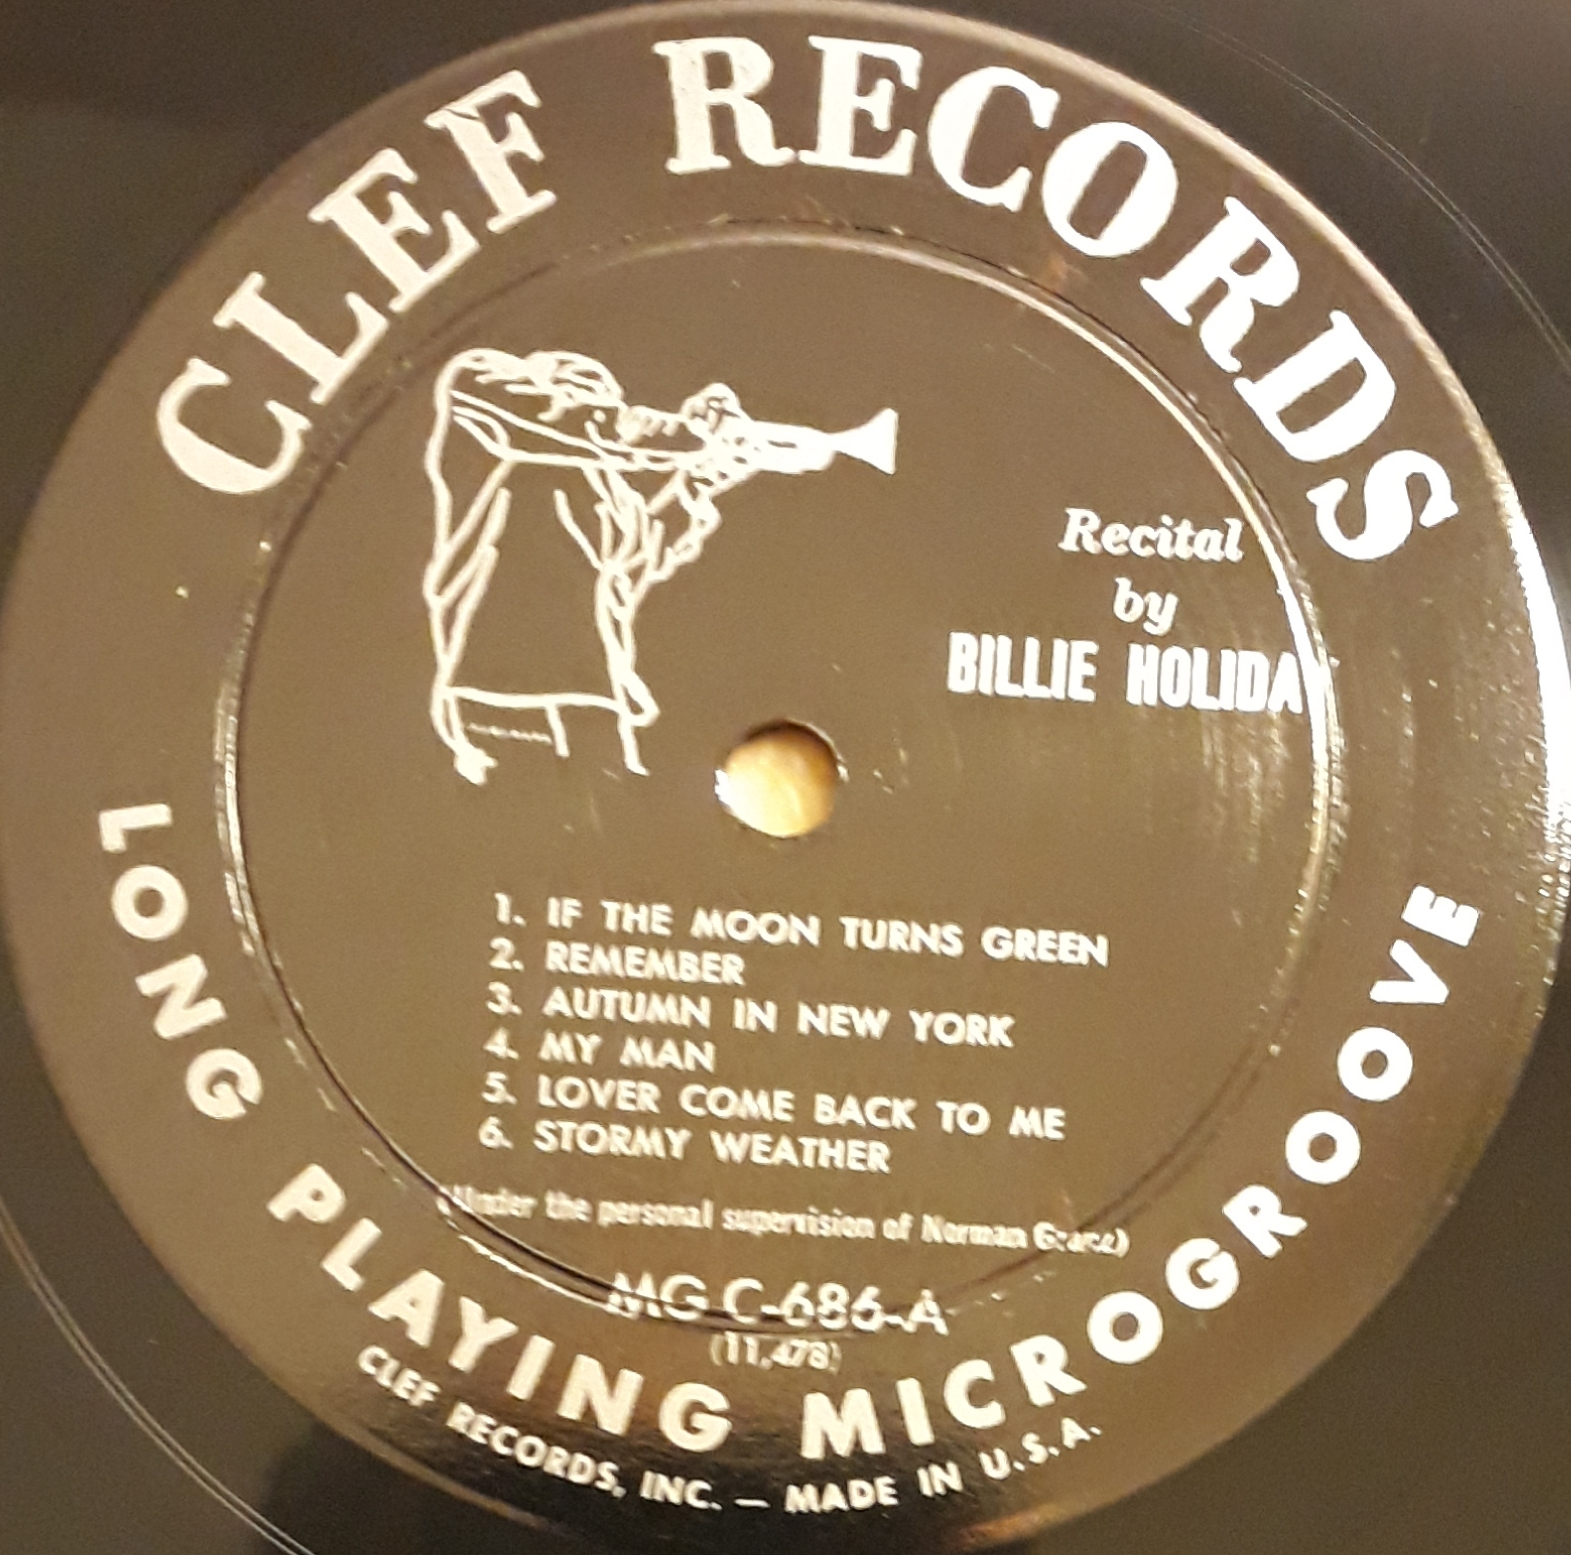 CLEF RECORDS
Recital
by
BILLIE HOLIDA
1. IF THE MOON TURNS GREEN
2. REMEMBER
3. AUTUMN IN NEW YORK
4. MY MAN
5. LOVER COME BACK TO ME
6. STORMY WEATHER
(Under the personal supervision of Norman Granz)
MG C-686-A
(11,478)
LONG PLAYING MICROGROOVE
CLEF RECORDS, INC. — MADE IN U.S.A.